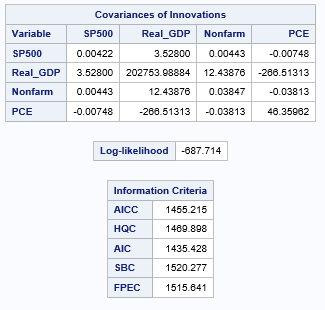 Covariances of Innovations
Variable SP500 Real_GDP Nonfarm PCE
SP500 0.00422 3.52800 0.00443 -0.00748
Real_GDP 3.52800 202753.98884 12.43876 -266.51313
Nonfarm 0.00443 12.43876 0.03847 -0.03813
PCE -0.00748 -266.51313 -0.03813 46.35962
Log-likelihood -687.714
Information Criteria
AICC 1455.215
HQC 1469.898
AIC 1435.428
SBC 1520.277
FPEC 1515.641